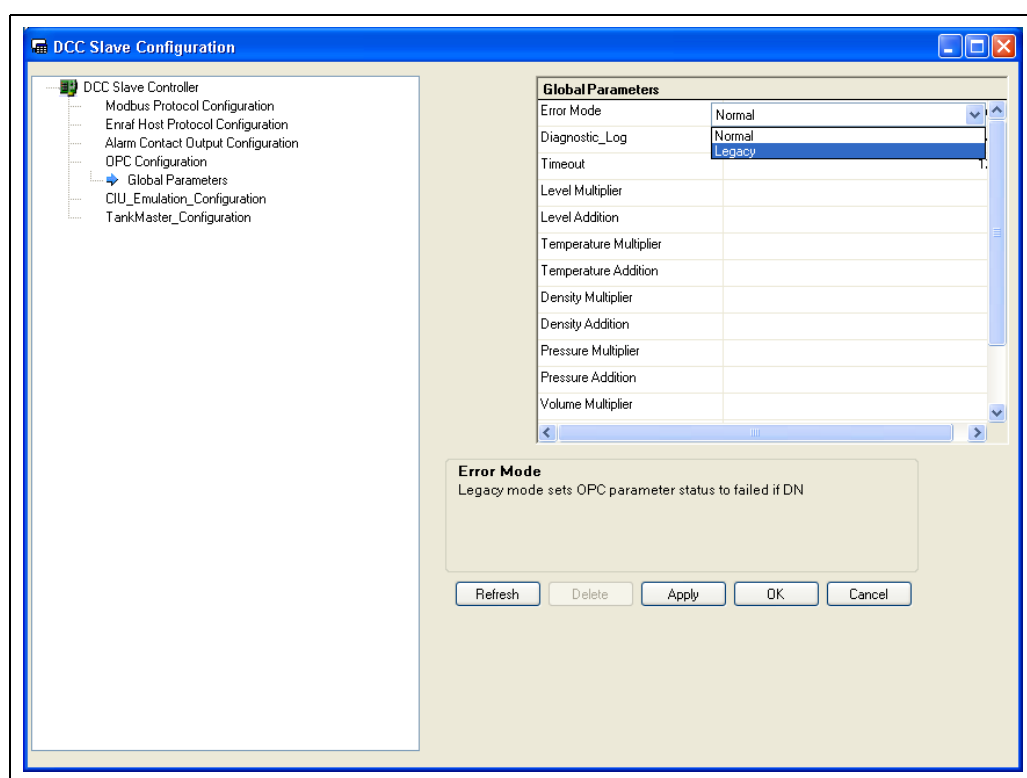 DCC Slave Configuration
DCC Slave Controller
Modbus Protocol Configuration
Enraf Host Protocol Configuration
Alarm Contact Output Configuration
OPC Configuration
Global Parameters
CIU_Emulation_Configuration
TankMaster_Configuration
Global Parameters
Error Mode Normal
Diagnostic_Log Normal
Legacy
Timeout 1.
Level Multiplier
Level Addition
Temperature Multiplier
Temperature Addition
Density Multiplier
Density Addition
Pressure Multiplier
Pressure Addition
Volume Multiplier
Error Mode
Legacy mode sets OPC parameter status to failed if DN
Refresh Delete Apply OK Cancel